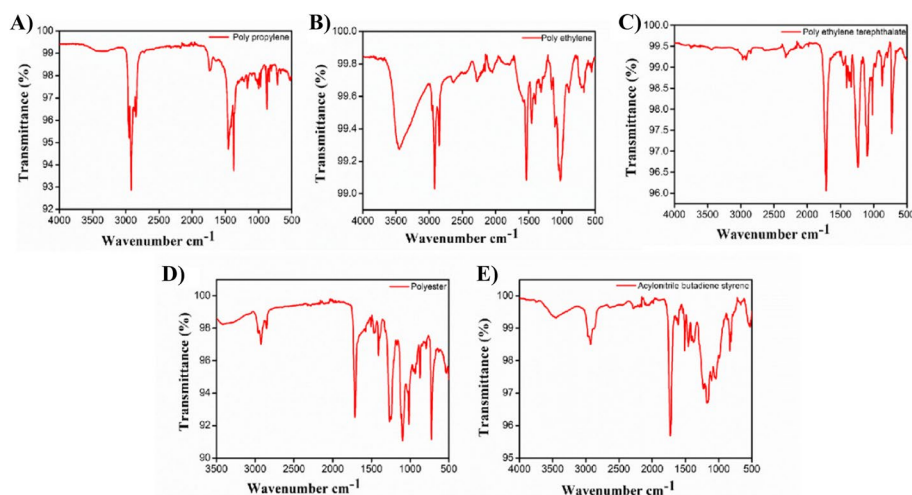 A)
Poly propylene
100
99
98
97
96
95
94
93
92
4000 3500 3000 2500 2000 1500 1000 500
Transmittance (%)
Wavenumber cm-1
B)
Poly ethylene
100.0
99.8
99.6
99.4
99.2
99.0
4000 3500 3000 2500 2000 1500 1000 500
Transmittance (%)
Wavenumber cm-1
C)
Poly ethylene terephthalate
100.0
99.5
99.0
98.5
98.0
97.5
97.0
96.5
96.0
4000 3500 3000 2500 2000 1500 1000 500
Transmittance (%)
Wavenumber cm-1
D)
Polyester
100
98
96
94
92
90
3500 3000 2500 2000 1500 1000 500
Transmittance (%)
Wavenumber cm-1
E)
Acylonitrile butadiene styrene
100
99
98
97
96
95
4000 3500 3000 2500 2000 1500 1000 500
Transmittance (%)
Wavenumber cm-1